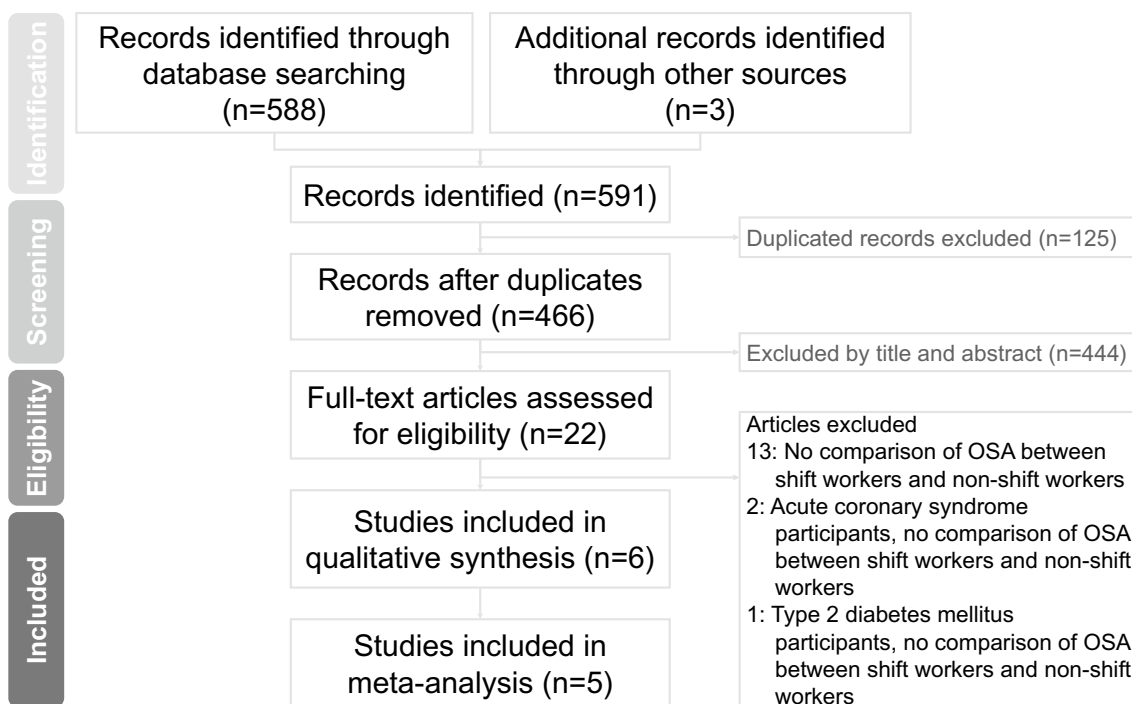 Identification
Records identified through
database searching
(n=588)
Additional records identified
through other sources
(n=3)
Records identified (n=591)
Screening
Duplicated records excluded (n=125)
Records after duplicates
removed (n=466)
Excluded by title and abstract (n=444)
Eligibility
Full-text articles assessed
for eligibility (n=22)
Articles excluded
13: No comparison of OSA between
shift workers and non-shift workers
2: Acute coronary syndrome
participants, no comparison of OSA
between shift workers and non-shift
workers
1: Type 2 diabetes mellitus
participants, no comparison of OSA
between shift workers and non-shift
workers
Included
Studies included in
qualitative synthesis (n=6)
Studies included in
meta-analysis (n=5)